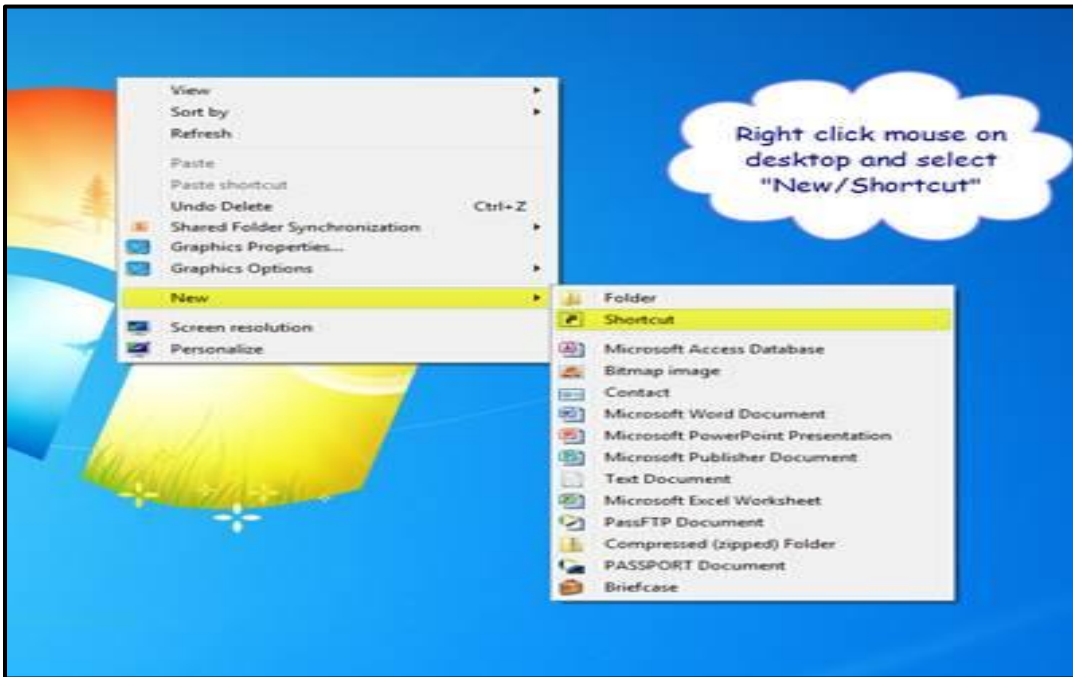 View
Sort by
Refresh
Paste
Paste shortcut
Undo Delete Ctrl+Z
Shared Folder Synchronization
Graphics Properties...
Graphics Options
New
Screen resolution
Personalize
Right click mouse on
desktop and select
"New/Shortcut"
Folder
Shortcut
Microsoft Access Database
Bitmap image
Contact
Microsoft Word Document
Microsoft PowerPoint Presentation
Microsoft Publisher Document
Text Document
Microsoft Excel Worksheet
PassFTP Document
Compressed (zipped) Folder
PASSPORT Document
Briefcase